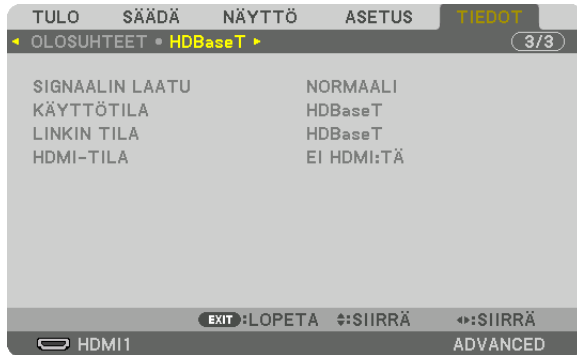 TULO SÄÄDÄ NÄYTTÖ ASETUS TIEDOT
◄ OLOSUHTEET • HDBaseT ► 3/3
SIGNAALIN LAATU NORMAALI
KÄYTTÖTILA HDBaseT
LINKIN TILA HDBaseT
HDMI-TILA EI HDMI:TÄ
EXIT:LOPETA :SIIRRÄ :SIIRRÄ
HDMI1 ADVANCED